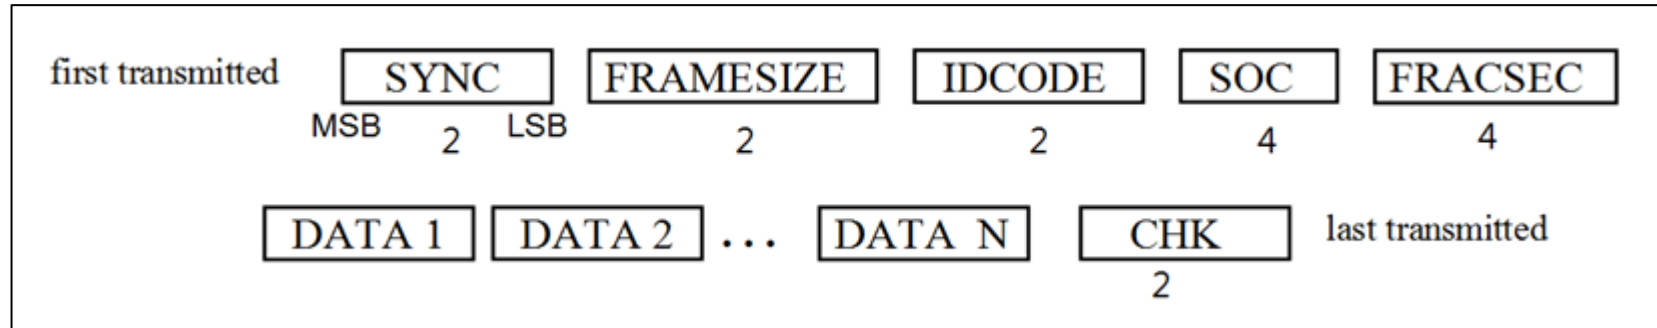 first transmitted SYNC FRAMESIZE IDCODE SOC FRACSEC
MSB 2 LSB 2 2 4 4
DATA 1 DATA 2 ... DATA N CHK last transmitted
2